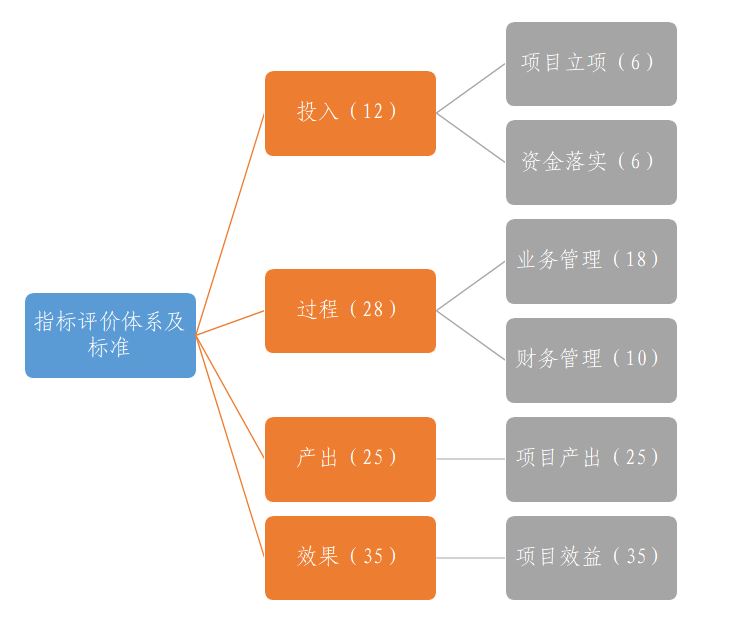 指标评价体系及
标准
投入（12）
过程（28）
产出（25）
效果（35）
项目立项（6）
资金落实（6）
业务管理（18）
财务管理（10）
项目产出（25）
项目效益（35）